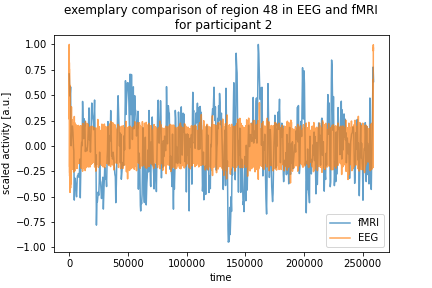 exemplary comparison of region 48 in EEG and fMRI
for participant 2
scaled activity [a.u.]
1.00
0.75
0.50
0.25
0.00
−0.25
−0.50
−0.75
−1.00
fMRI
EEG
0 50000 100000 150000 200000 250000
time